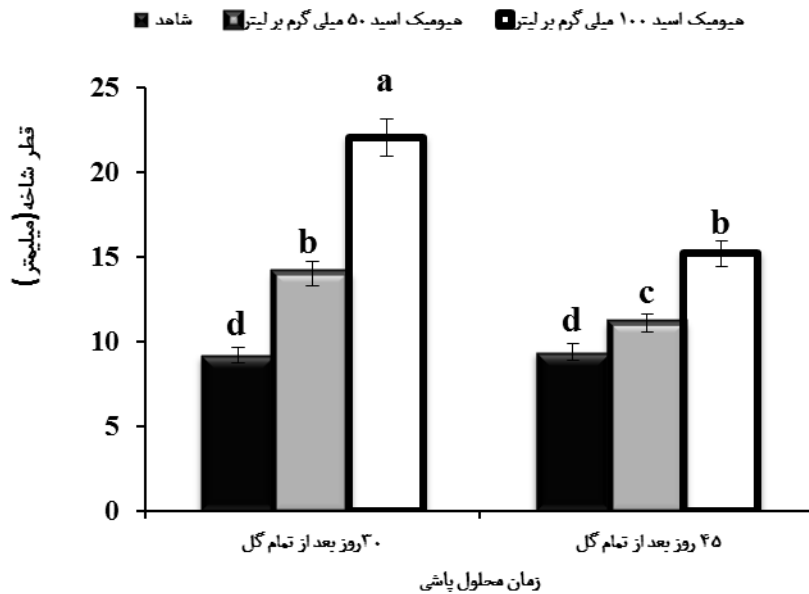 شاهد هیومیک اسید ۵۰ میلی گرم بر لیتر هیومیک اسید ۱۰۰ میلی گرم بر لیتر
قطر شاخه (میلیمتر)
25
20
15
10
5
0
a
b
d
b
c
d
۳۰روز بعد از تمام گل
۴۵ روز بعد از تمام گل
زمان محلول پاشی